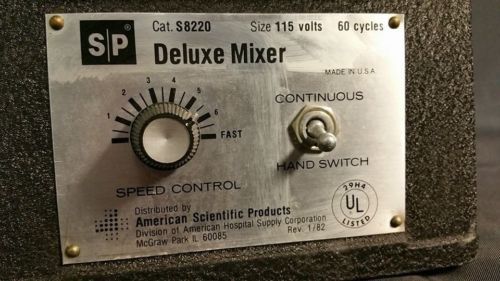 S|P
Cat. S8220 Size 115 volts 60 cycles
Deluxe Mixer
MADE IN U.S.A.
1
2
3
4
5
6
FAST
SPEED CONTROL
CONTINUOUS
HAND SWITCH
Distributed by
American Scientific Products
Division of American Hospital Supply Corporation
McGraw Park IL 60085
Rev. 1/82
29H4
UL
LISTED